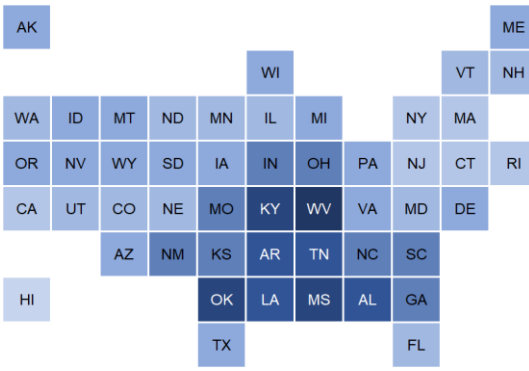 AK ME
WI VT NH
WA ID MT ND MN IL MI NY MA
OR NV WY SD IA IN OH PA NJ CT RI
CA UT CO NE MO KY WV VA MD DE
AZ NM KS AR TN NC SC
HI OK LA MS AL GA
TX FL